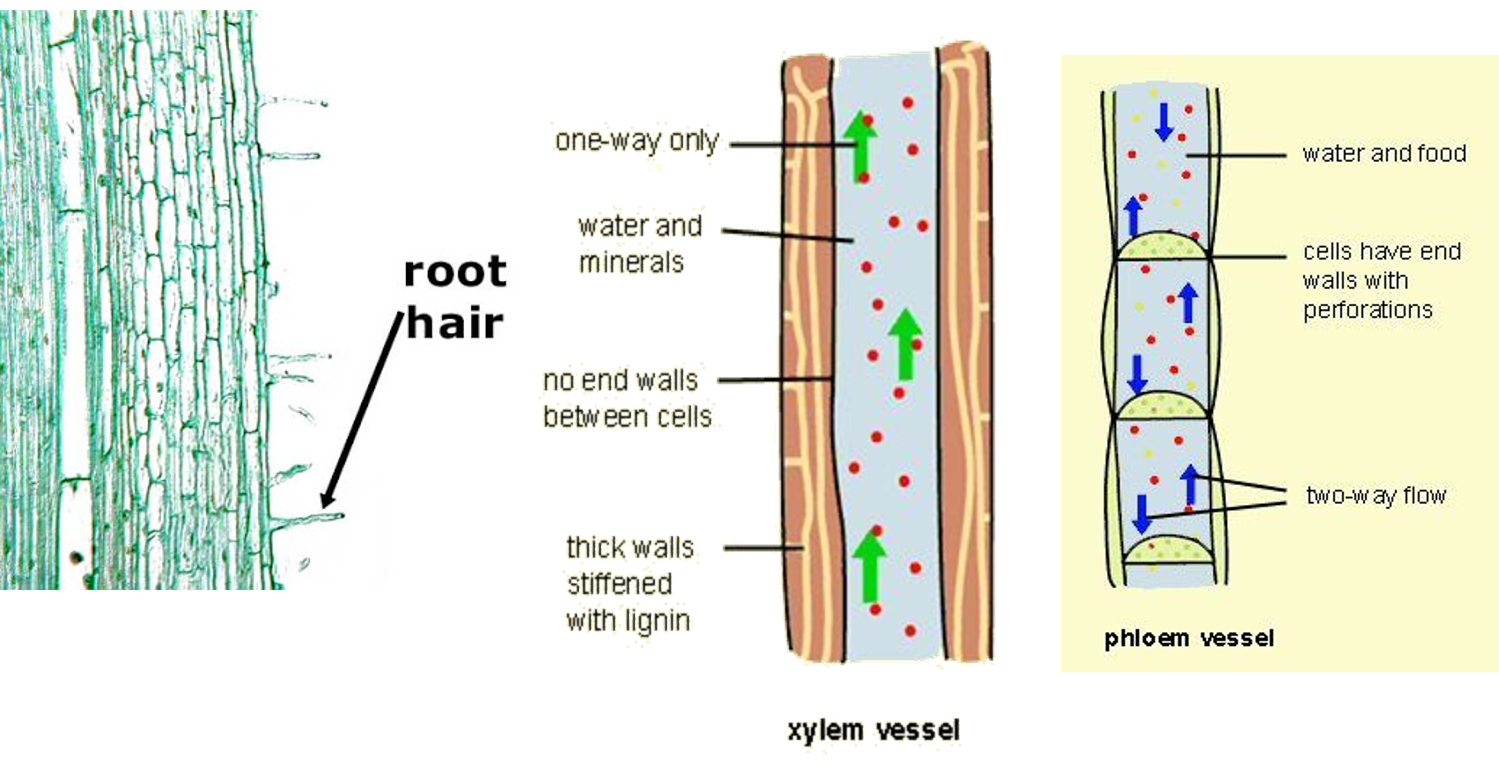 root
hair
one-way only
water and
minerals
no end walls
between cells
thick walls
stiffened
with lignin
xylem vessel
water and food
cells have end
walls with
perforations
two-way flow
phloem vessel